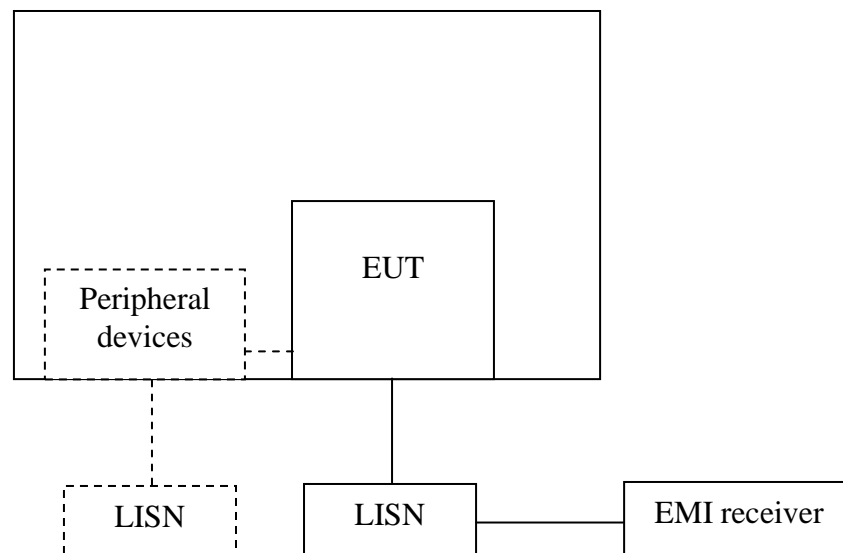 EUT
Peripheral
devices
LISN
LISN
EMI receiver